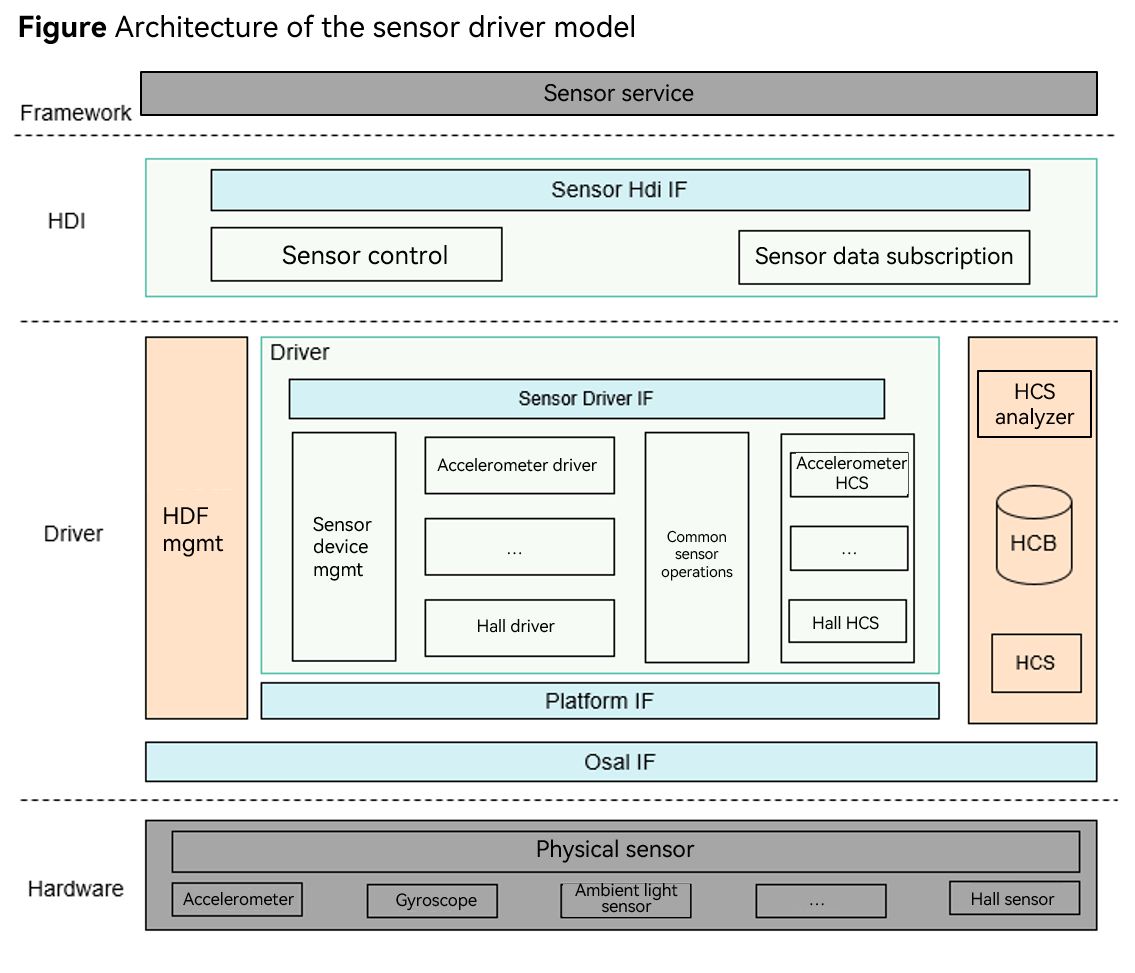 Figure Architecture of the sensor driver model
Sensor service
Framework
Sensor Hdi IF
HDI
Sensor control
Sensor data subscription
Driver
HDF
mgmt
Driver
Sensor Driver IF
Sensor
device
mgmt
Accelerometer driver
...
Hall driver
Common
sensor
operations
Accelerometer
HCS
...
Hall HCS
HCS
analyzer
HCB
HCS
Platform IF
Osal IF
Hardware
Physical sensor
Accelerometer
Gyroscope
Ambient light
sensor
...
Hall sensor